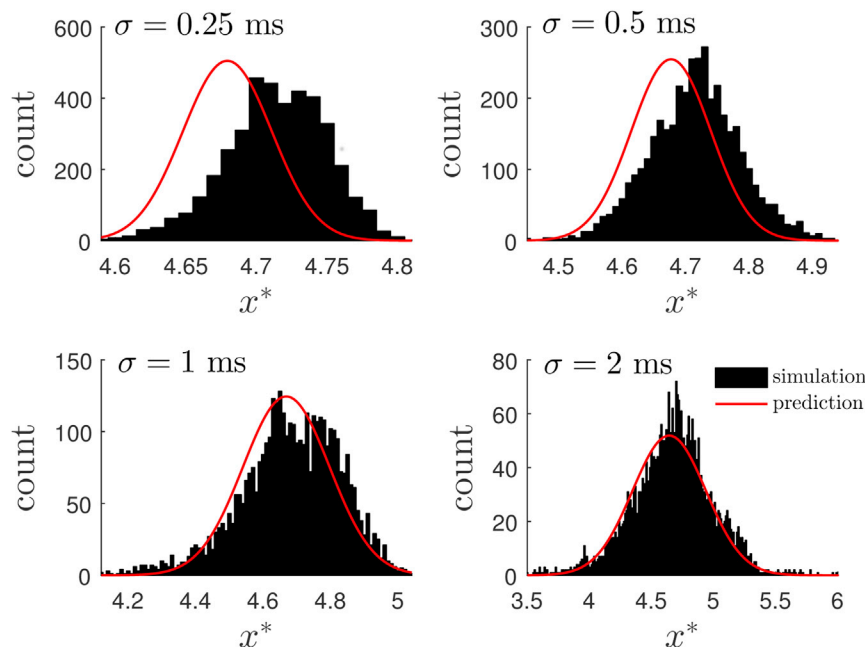 σ = 0.25 ms
count
600
400
200
0
4.6 4.65 4.7 4.75 4.8
x*
σ = 0.5 ms
count
300
200
100
0
4.5 4.6 4.7 4.8 4.9
x*
σ = 1 ms
count
150
100
50
0
4.2 4.4 4.6 4.8 5
x*
σ = 2 ms
simulation
prediction
count
80
60
40
20
0
3.5 4 4.5 5 5.5 6
x*